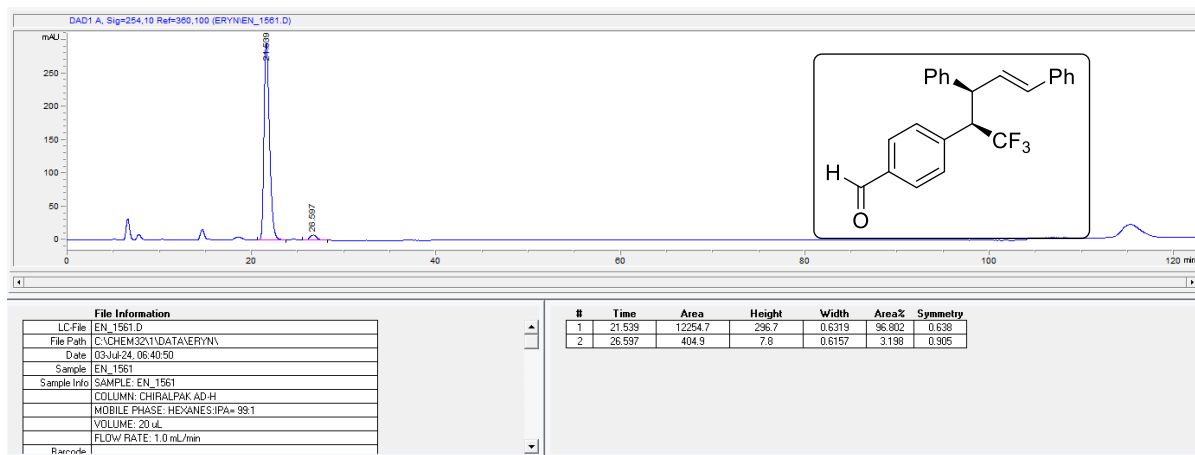 DAD1 A, Sig=254,10 Ref=360,100 (ERYN\EN_1561.D)
mAU
250
200
150
100
50
0
21.539
26.597
0
20
40
60
80
100
120
min
Ph
Ph
CF3
H
O
File Information
LC-File EN_1561.D
File Path C:\CHEM32\1\DATA\ERYN\
Date 03-Jul-24, 06:40:50
Sample EN_1561
Sample Info SAMPLE: EN_1561
COLUMN: CHIRALPAK AD-H
MOBILE PHASE: HEXANES:IPA= 99:1
VOLUME: 20 uL
FLOW RATE: 1.0 mL/min
Barcode
# Time Area Height Width Area% Symmetry
1 21.539 12254.7 296.7 0.6319 96.802 0.638
2 26.597 404.9 7.8 0.6157 3.198 0.905